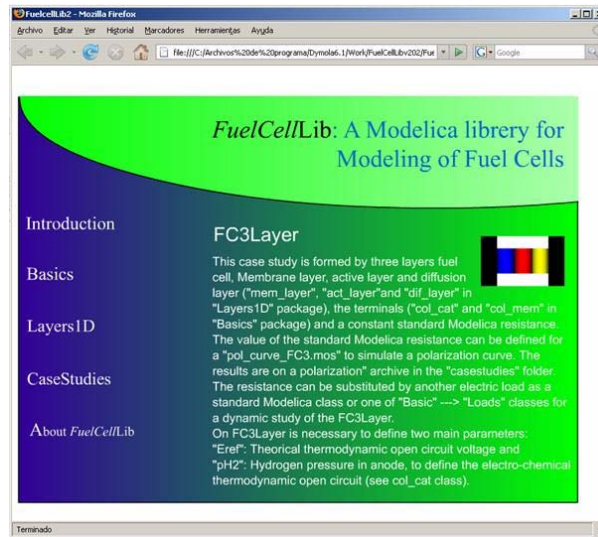 FuelcellLib2 - Mozilla Firefox
Archivo Editar Ver Historial Marcadores Herramientas Ayuda
file:///C:/Archivos%20de%20programa/Dymola6.1/Work/FuelCellLibv202/Fue
Google
FuelCellLib: A Modelica librery for
Modeling of Fuel Cells
Introduction
Basics
Layers1D
CaseStudies
About FuelCellLib
FC3Layer
This case study is formed by three layers fuel
cell, Membrane layer, active layer and diffusion
layer ("mem_layer", "act_layer"and "dif_layer" in
"Layers1D" package), the terminals ("col_cat" and "col_mem" in
"Basics" package) and a constant standard Modelica resistance.
The value of the standard Modelica resistance can be defined for
a "pol_curve_FC3.mos" to simulate a polarization curve. The
results are on a polarization" archive in the "casestudies" folder.
The resistance can be substituted by another electric load as a
standard Modelica class or one of "Basic" ---> "Loads" classes for
a dynamic study of the FC3Layer.
On FC3Layer is necessary to define two main parameters:
"Eref": Theorical thermodynamic open circuit voltage and
"pH2": Hydrogen pressure in anode, to define the electro-chemical
thermodynamic open circuit (see col_cat class).
Terminado